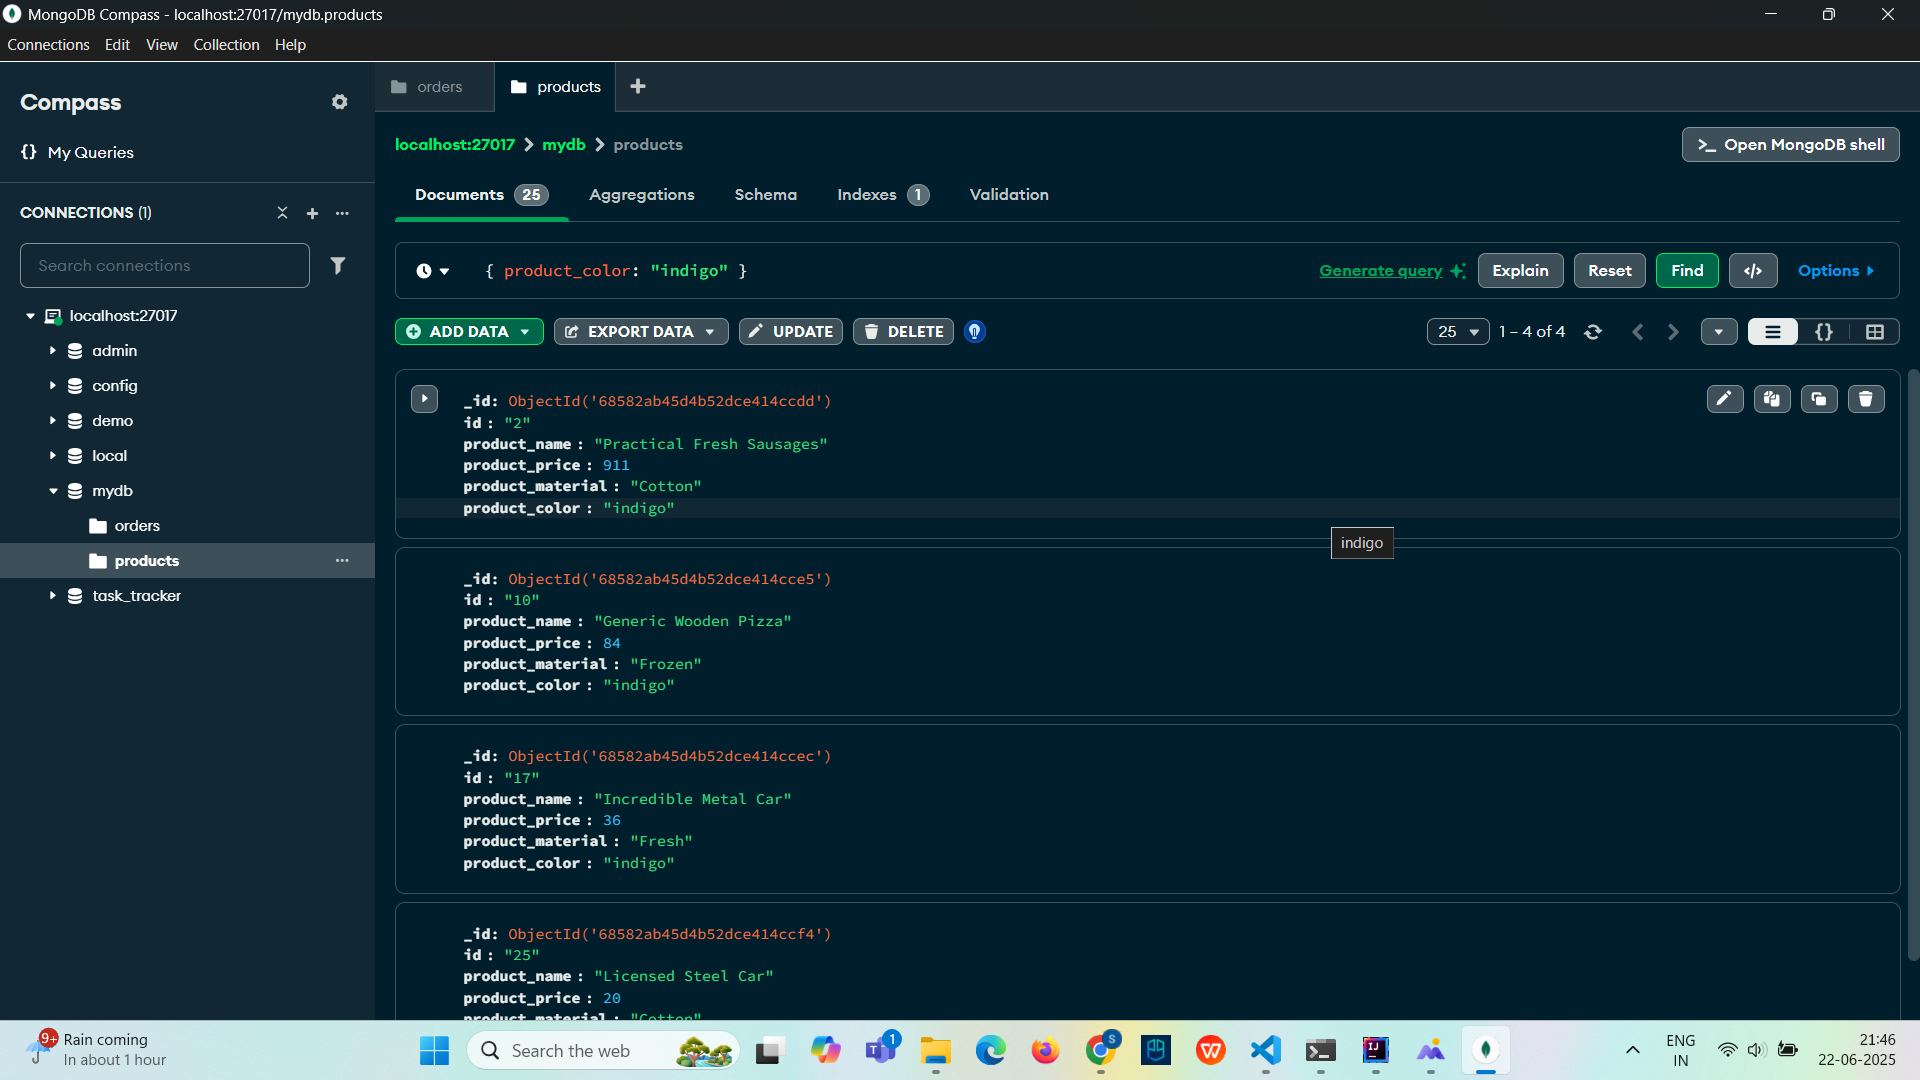 MongoDB Compass - localhost:27017/mydb.products
Connections Edit View Collection Help
Compass
{} My Queries
CONNECTIONS (1)
Search connections
localhost:27017
admin
config
demo
local
mydb
orders
products
task_tracker
orders products
localhost:27017 > mydb > products
>_ Open MongoDB shell
Documents 25 Aggregations Schema Indexes 1 Validation
{ product_color: "indigo" }
Generate query Explain Reset Find </> Options
ADD DATA EXPORT DATA UPDATE DELETE
25 1 – 4 of 4 {}
_id: ObjectId('68582ab45d4b52dce414ccdd')
id : "2"
product_name : "Practical Fresh Sausages"
product_price : 911
product_material : "Cotton"
product_color : "indigo"
indigo
_id: ObjectId('68582ab45d4b52dce414cce5')
id : "10"
product_name : "Generic Wooden Pizza"
product_price : 84
product_material : "Frozen"
product_color : "indigo"
_id: ObjectId('68582ab45d4b52dce414ccec')
id : "17"
product_name : "Incredible Metal Car"
product_price : 36
product_material : "Fresh"
product_color : "indigo"
_id: ObjectId('68582ab45d4b52dce414ccf4')
id : "25"
product_name : "Licensed Steel Car"
product_price : 20
product_material : "Cotton"
9+ Rain coming
In about 1 hour
Search the web
1
S
ENG
IN
21:46
22-06-2025